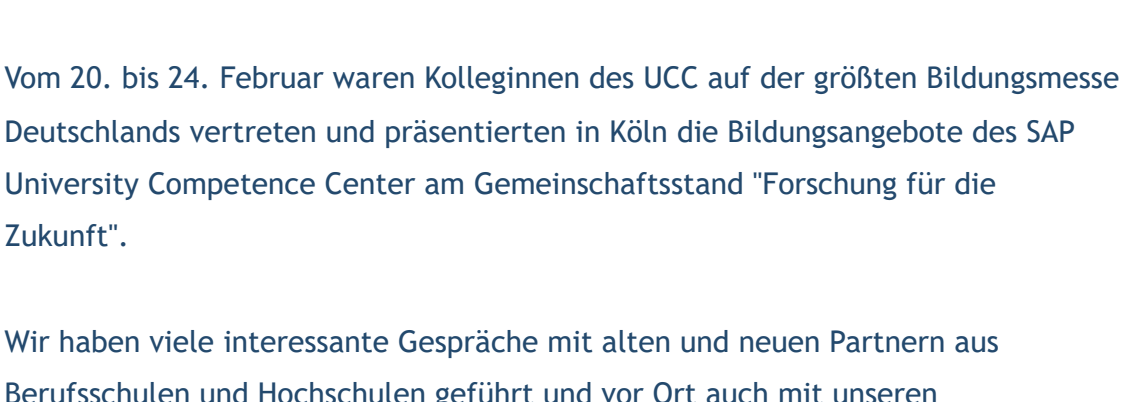 Vom 20. bis 24. Februar waren Kolleginnen des UCC auf der größten Bildungsmesse
Deutschlands vertreten und präsentierten in Köln die Bildungsangebote des SAP
University Competence Center am Gemeinschaftsstand "Forschung für die
Zukunft".
Wir haben viele interessante Gespräche mit alten und neuen Partnern aus
Berufsschulen und Hochschulen geführt und vor Ort auch mit unseren